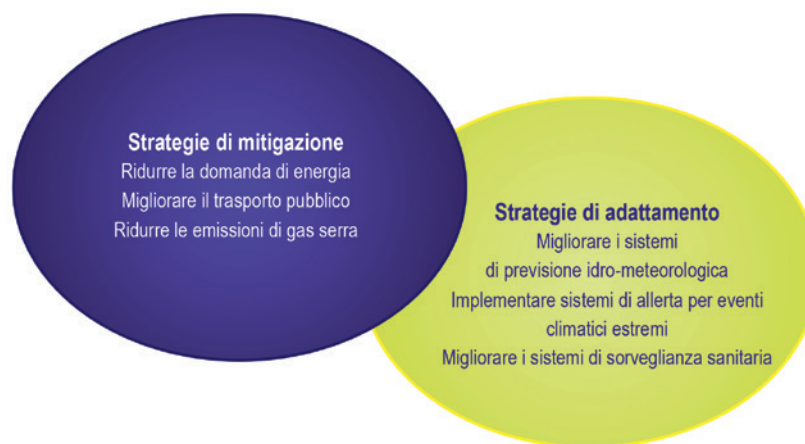 Strategie di mitigazione
Ridurre la domanda di energia
Migliorare il trasporto pubblico
Ridurre le emissioni di gas serra
Strategie di adattamento
Migliorare i sistemi
di previsione idro-meteorologica
Implementare sistemi di allerta per eventi
climatici estremi
Migliorare i sistemi di sorveglianza sanitaria